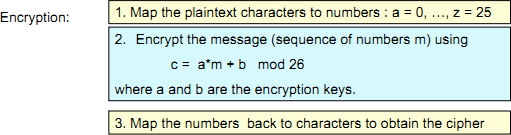 Encryption:
1. Map the plaintext characters to numbers : a = 0, …, z = 25
2. Encrypt the message (sequence of numbers m) using
c = a*m + b mod 26
where a and b are the encryption keys.
3. Map the numbers back to characters to obtain the cipher